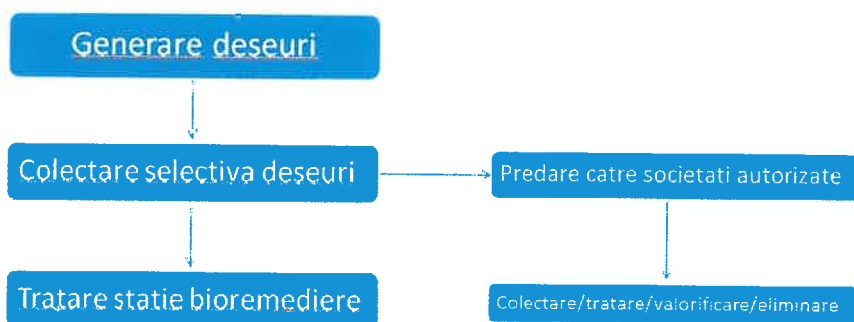 Generare deseuri
Colectare selectiva deseuri
Predare catre societati autorizate
Tratare statie bioremediere
Colectare/tratare/valorificare/eliminare